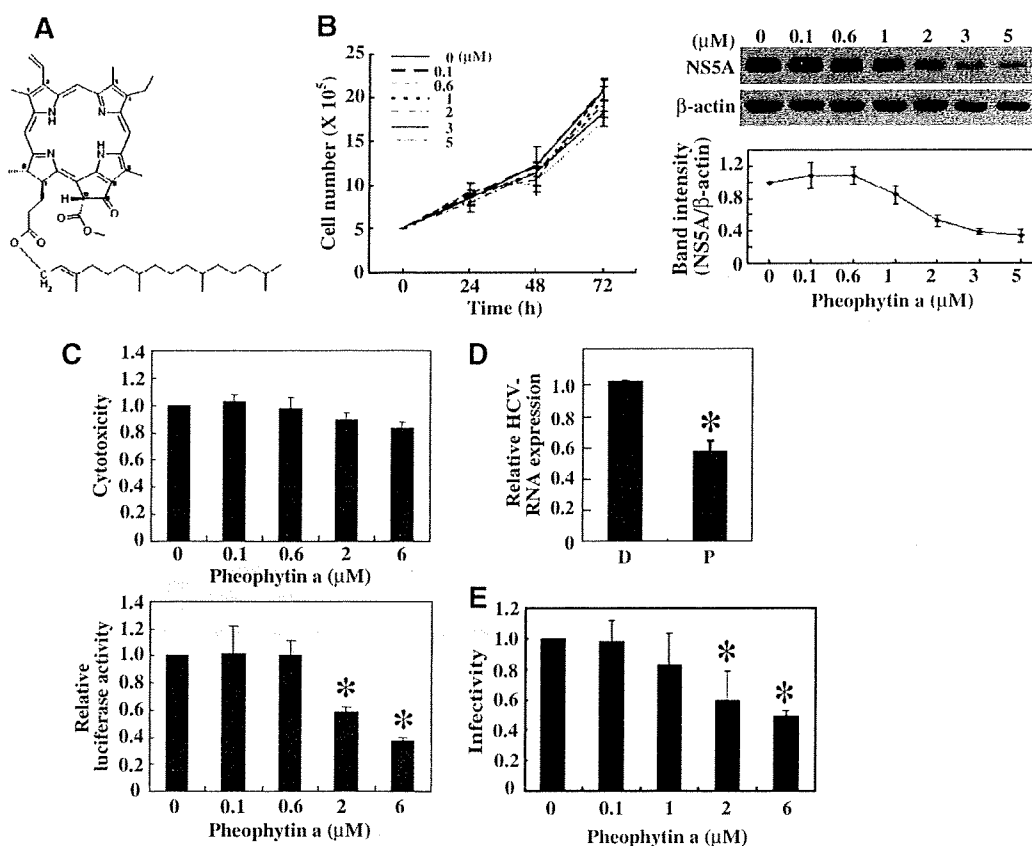 A
NH
N
N
HN
H
O
O
O
O
O
C
H₂
B
Cell number (X 10⁵)
25
20
15
10
5
0
0 (µM)
0.1
0.6
1
2
3
5
0 24 48 72
Time (h)
(µM) 0 0.1 0.6 1 2 3 5
NS5A
β-actin
Band intensity
(NS5A/β-actin)
1.2
0.8
0.4
0
0 0.1 0.6 1 2 3 5
Pheophytin a (µM)
C
Cytotoxicity
1.4
1.2
1.0
0.8
0.6
0.4
0.2
0
0 0.1 0.6 2 6
Pheophytin a (µM)
D
Relative HCV-
RNA expression
1.0
0.8
0.6
0.4
0.2
0
*
D P
Relative
luciferase activity
1.4
1.2
1.0
0.8
0.6
0.4
0.2
0
* *
0 0.1 0.6 2 6
Pheophytin a (µM)
E
Infectivity
1.2
1.0
0.8
0.6
0.4
0.2
0
* *
0 0.1 1 2 6
Pheophytin a (µM)